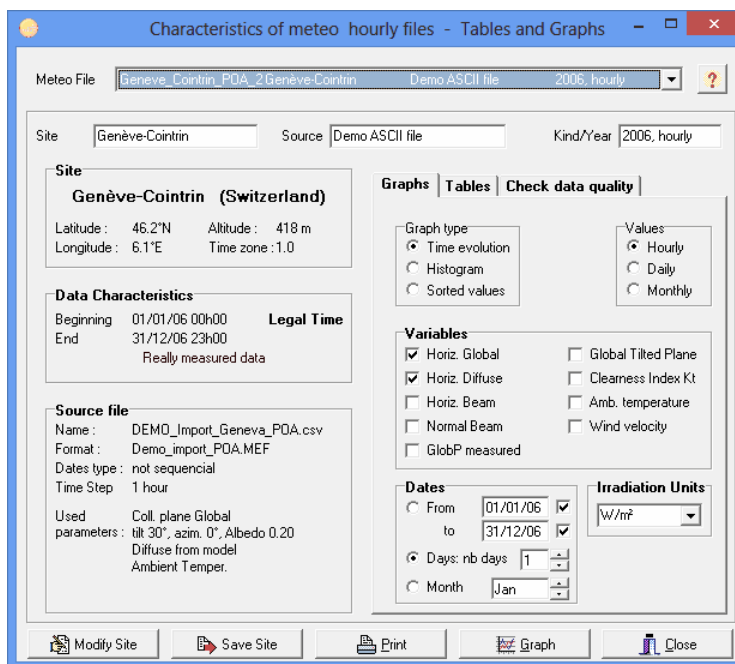 Characteristics of meteo hourly files - Tables and Graphs
Meteo File Geneve_Cointrin_POA_2 Genève-Cointrin Demo ASCII file 2006, hourly ?
Site Genève-Cointrin Source Demo ASCII file Kind/Year 2006, hourly
Site
Genève-Cointrin (Switzerland)
Latitude : 46.2°N Altitude : 418 m
Longitude : 6.1°E Time zone : 1.0
Data Characteristics
Beginning 01/01/06 00h00 Legal Time
End 31/12/06 23h00
Really measured data
Source file
Name : DEMO_Import_Geneva_POA.csv
Format : Demo_import_POA.MEF
Dates type : not sequencial
Time Step 1 hour
Used Coll. plane Global
parameters : tilt 30°, azim. 0°, Albedo 0.20
Diffuse from model
Ambient Temper.
Graphs Tables Check data quality
Graph type
Time evolution
Histogram
Sorted values
Values
Hourly
Daily
Monthly
Variables
Horiz. Global
Horiz. Diffuse
Horiz. Beam
Normal Beam
GlobP measured
Global Tilted Plane
Clearness Index Kt
Amb. temperature
Wind velocity
Dates
From 01/01/06
to 31/12/06
Days: nb days 1
Month Jan
Irradiation Units
W/m²
Modify Site Save Site Print Graph Close